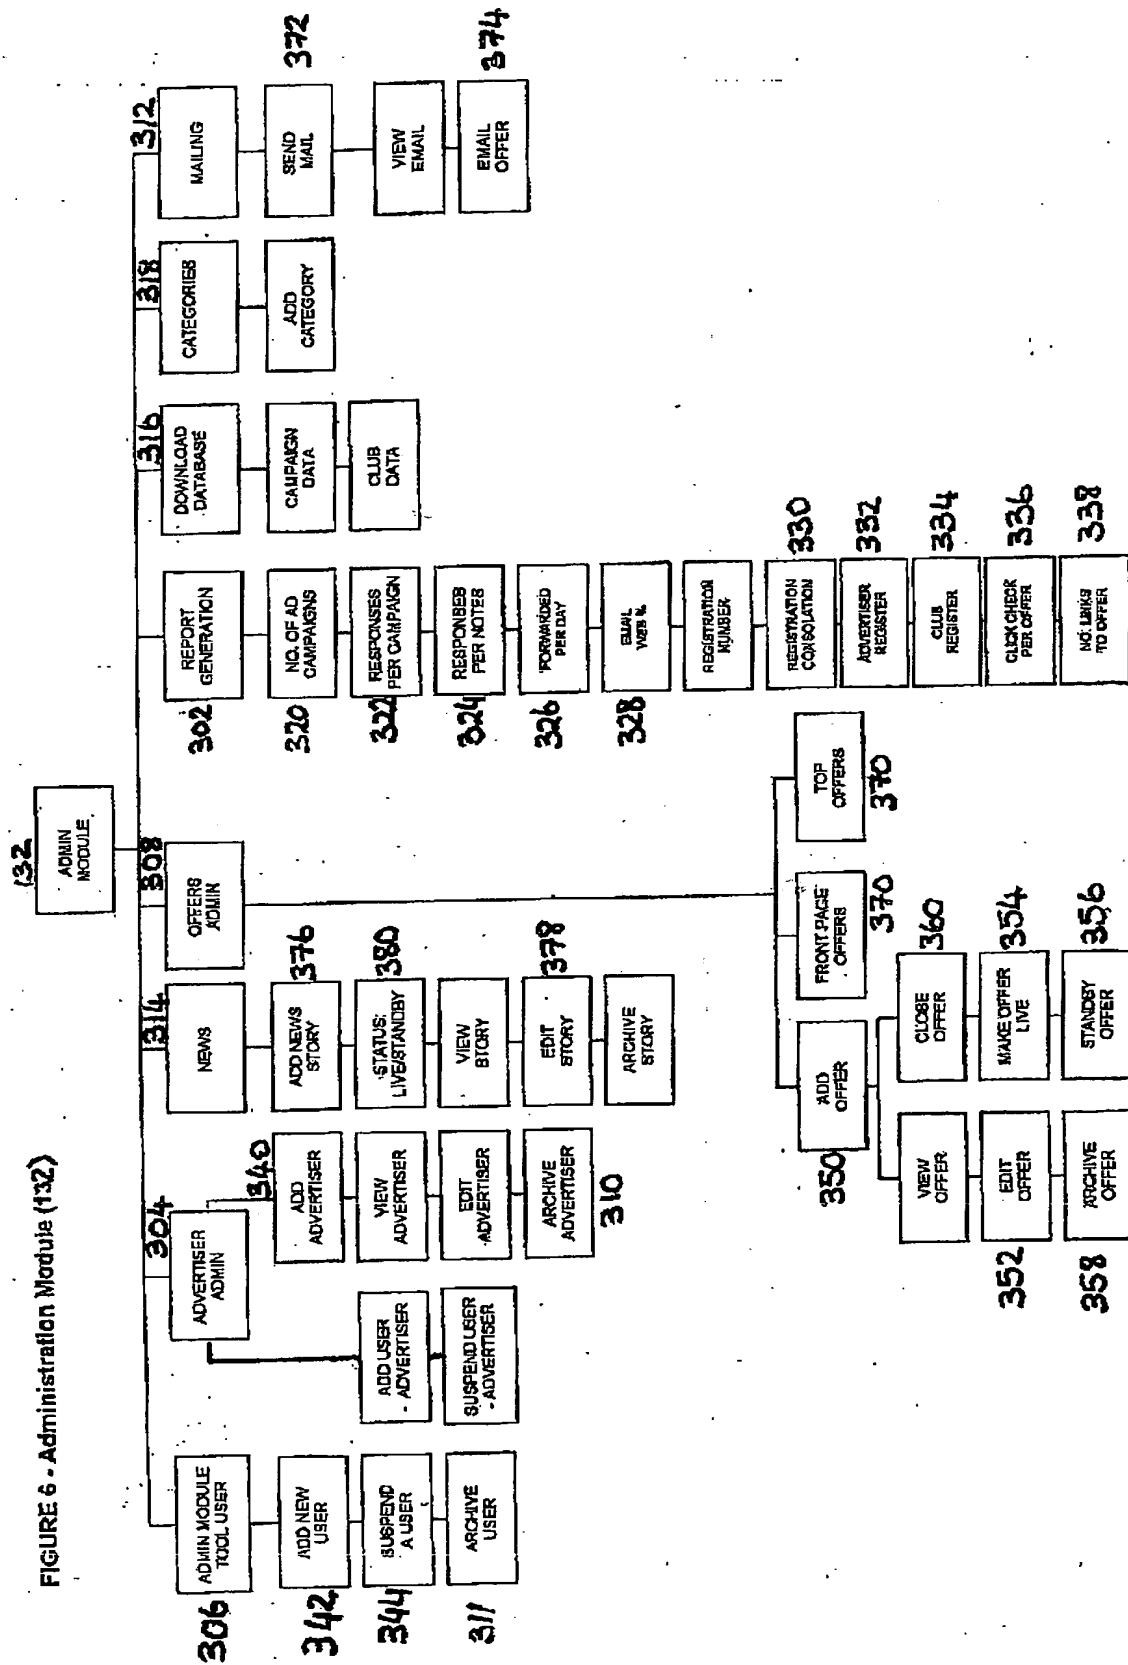 FIGURE 6 - Administration Module (132)
132
ADMIN
MODULE
306
ADMIN MODULE
TOOL USER
342
ADD NEW
USER
344
SUSPEND
A USER
311
ARCHIVE
USER
304
ADVERTISER
ADMIN
ADD USER
- ADVERTISER
SUSPEND USER
- ADVERTISER
340
ADD
ADVERTISER
VIEW
ADVERTISER
EDIT
ADVERTISER
ARCHIVE
ADVERTISER
310
314
NEWS
ADD NEWS
STORY
376
STATUS:
LIVE/STANDBY
380
VIEW
STORY
EDIT
STORY
378
ARCHIVE
STORY
308
OFFERS
ADMIN
350
ADD
OFFER
FRONT PAGE
OFFERS
370
TOP
OFFERS
370
VIEW
OFFER
352
EDIT
OFFER
358
ARCHIVE
OFFER
CLOSE
OFFER
360
MAKE OFFER
LIVE
354
STANDBY
OFFER
356
302
REPORT
GENERATION
320
NO. OF AD
CAMPAIGNS
322
RESPONSES
PER CAMPAIGN
324
RESPONSES
PER NOTES
326
FORWARDED
PER DAY
328
EMAIL
REGISTRATION
NUMBER
REGISTRATION
CONSOLATION
330
ADVERTISER
REGISTER
332
CLUB
REGISTER
334
CLICK CHECK
PER OFFER
336
NO. LINKS
TO OFFER
338
316
DOWNLOAD
DATABASE
CAMPAIGN
DATA
CLUB
DATA
318
CATEGORIES
ADD
CATEGORY
312
MAILING
SEND
MAIL
372
VIEW
EMAIL
EMAIL
OFFER
374